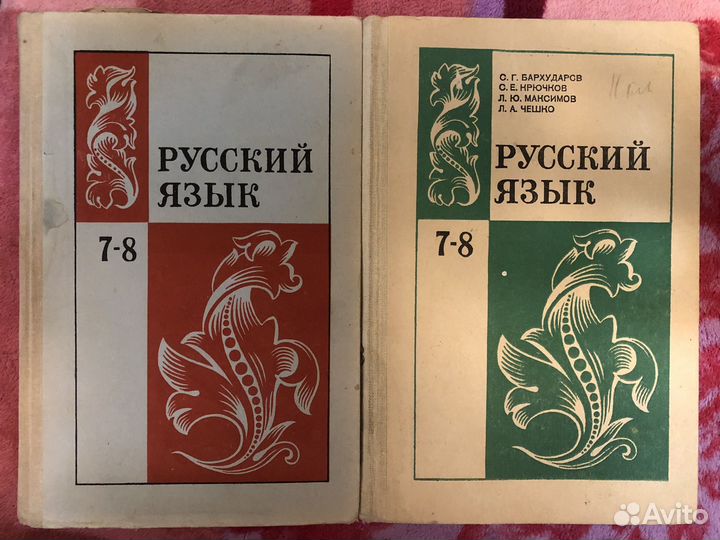 РУССКИЙ
ЯЗЫК
7-8
С. Г. БАРХУДАРОВ
С. Е. КРЮЧКОВ
Л. Ю. МАКСИМОВ
Л. А. ЧЕШКО
РУССКИЙ
ЯЗЫК
7-8
Avito